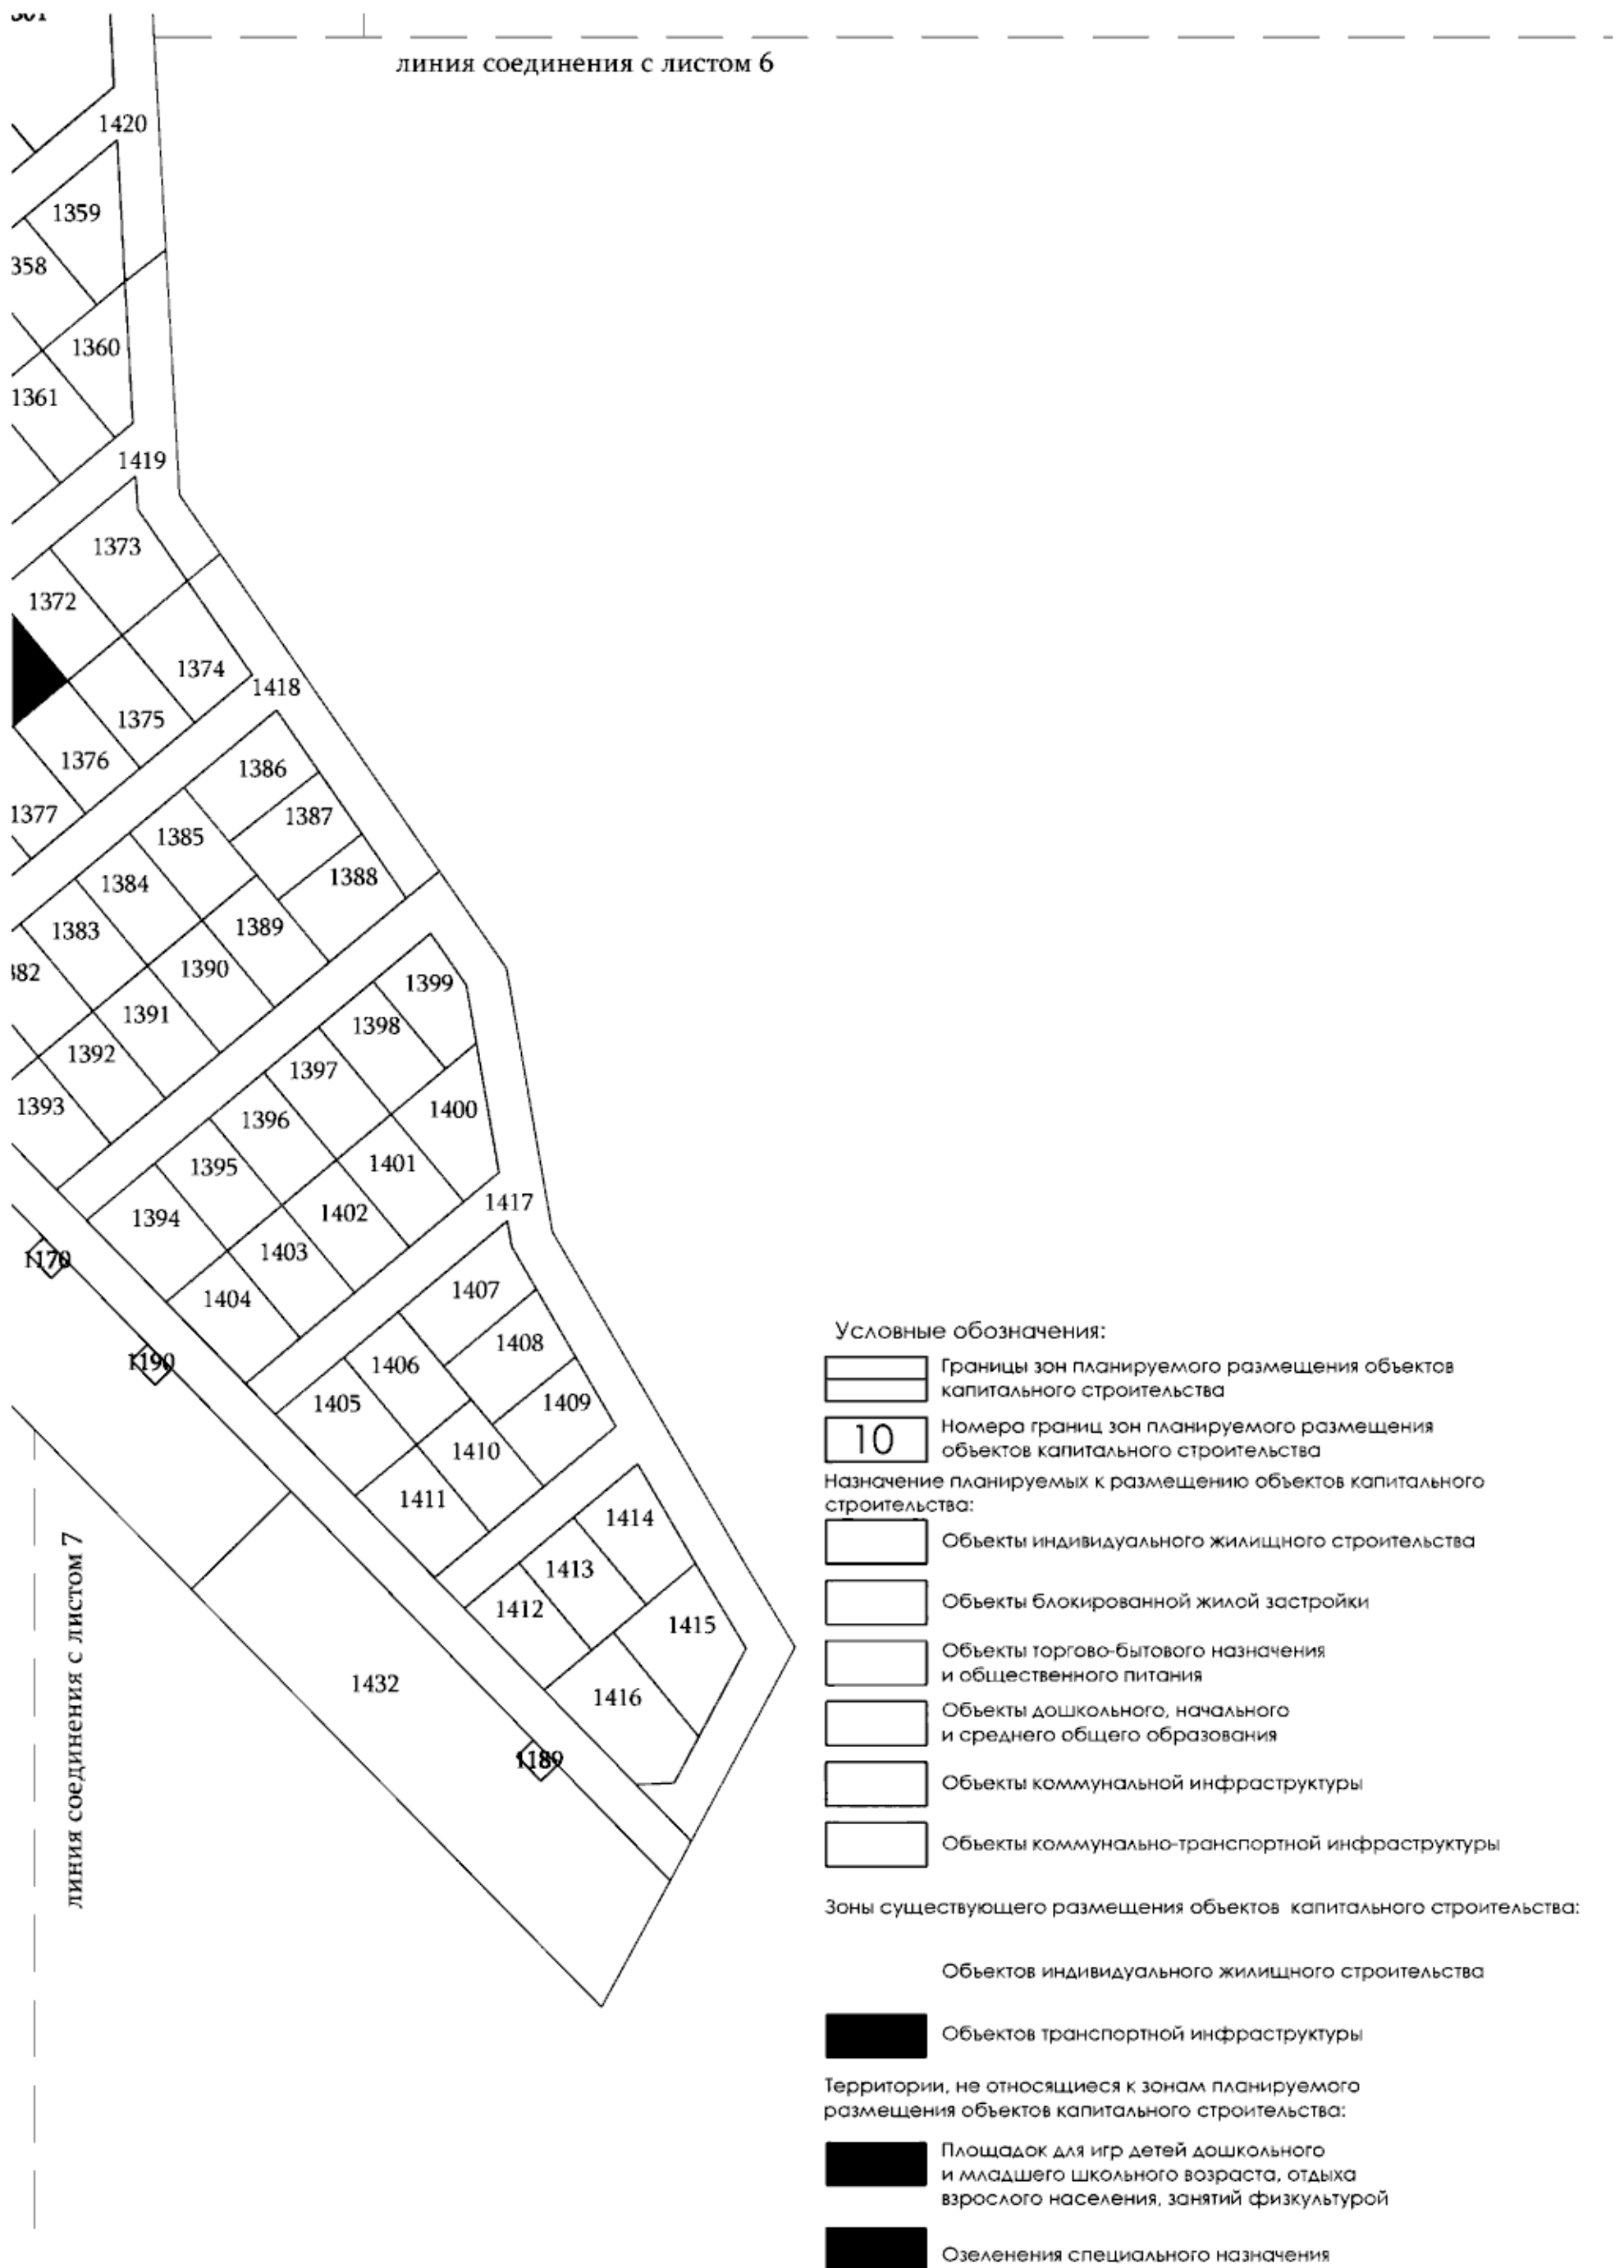 линия соединения с листом 6
1420
1359
358
1360
1361
1419
1373
1372
1374
1418
1375
1376
1386
1377
1387
1385
1388
1384
1389
1383
1390
382
1399
1391
1398
1392
1397
1393
1400
1396
1401
1395
1417
1402
1394
1403
1170
1407
1404
1408
1190
1406
1409
1405
1410
1411
1414
1413
1412
1415
1432
1416
1189
линия соединения с листом 7
Условные обозначения:
Границы зон планируемого размещения объектов
капитального строительства
10
Номера границ зон планируемого размещения
объектов капитального строительства
Назначение планируемых к размещению объектов капитального
строительства:
Объекты индивидуального жилищного строительства
Объекты блокированной жилой застройки
Объекты торгово-бытового назначения
и общественного питания
Объекты дошкольного, начального
и среднего общего образования
Объекты коммунальной инфраструктуры
Объекты коммунально-транспортной инфраструктуры
Зоны существующего размещения объектов капитального строительства:
Объектов индивидуального жилищного строительства
Объектов транспортной инфраструктуры
Территории, не относящиеся к зонам планируемого
размещения объектов капитального строительства:
Площадок для игр детей дошкольного
и младшего школьного возраста, отдыха
взрослого населения, занятий физкультурой
Озеленения специального назначения